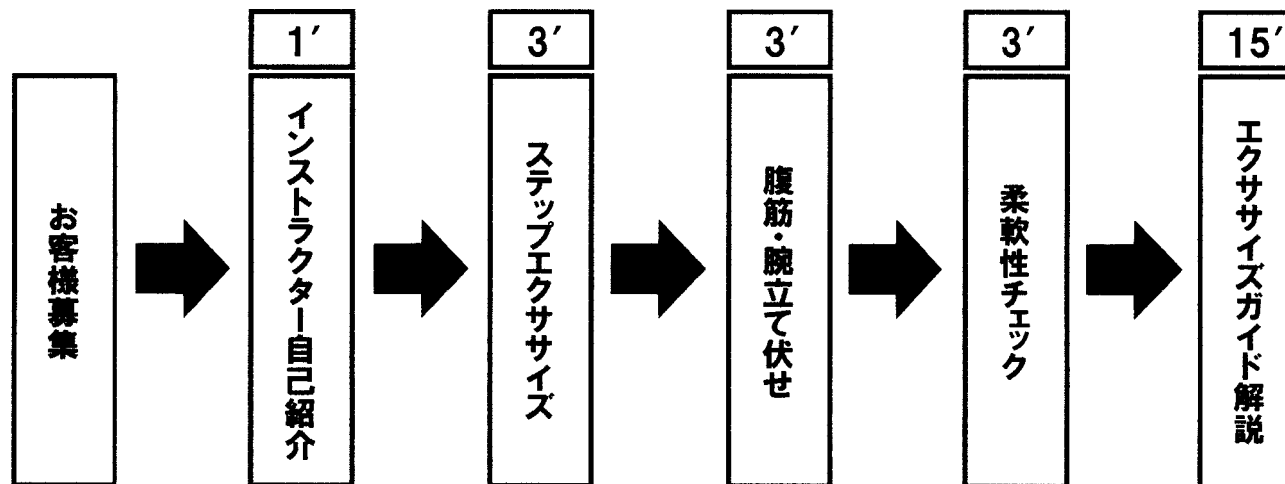 お客様募集
1′
インストラクター自己紹介
3′
ステップエクササイズ
3′
腹筋・腕立て伏せ
3′
柔軟性チェック
15′
エクササイズガイド解説